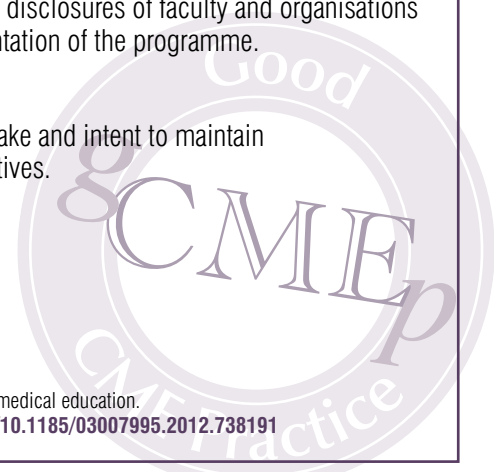 disclosures of faculty and organisations
ntation of the programme.
Good
ake and intent to maintain
tives.
gCMEp
CME Practice
medical education.
/10.1185/03007995.2012.738191